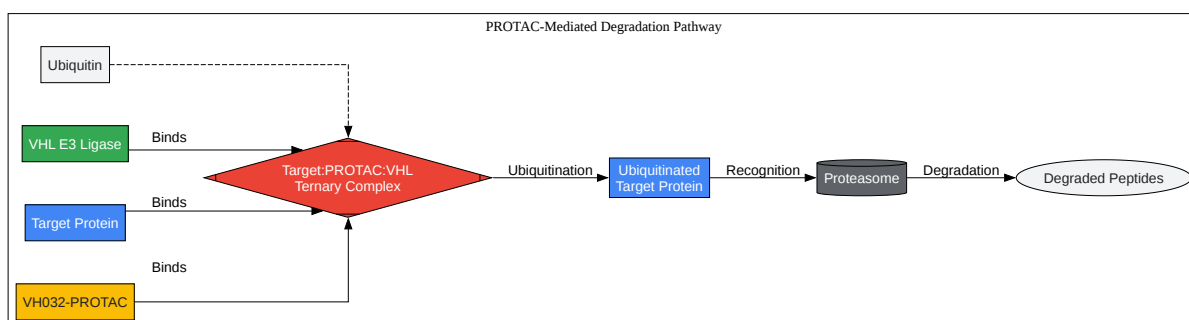 PROTAC-Mediated Degradation Pathway
Ubiquitin
VHL E3 Ligase
Binds
Target:PROTAC:VHL
Ternary Complex
Ubiquitination
Ubiquitinated
Target Protein
Recognition
Proteasome
Degradation
Degraded Peptides
Target Protein
Binds
Binds
VH032-PROTAC